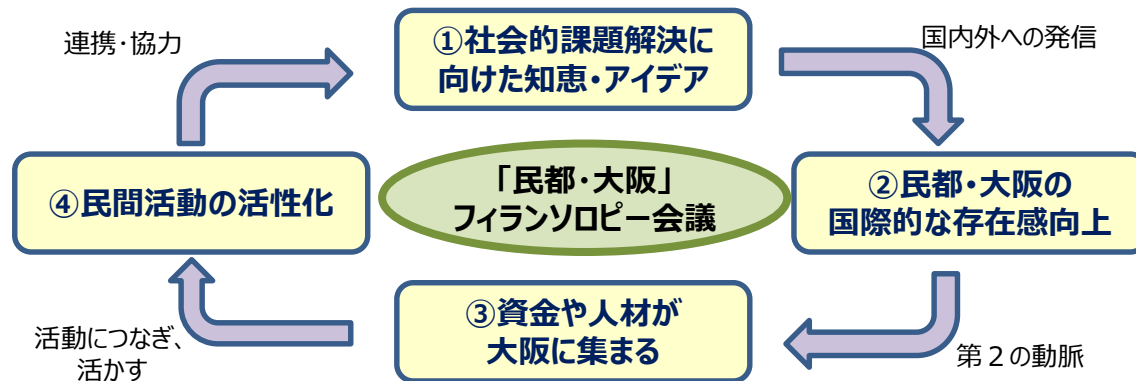 連携・協力
①社会的課題解決に
向けた知恵・アイデア
国内外への発信
④民間活動の活性化
「民都・大阪」
フィランソロピー会議
②民都・大阪の
国際的な存在感向上
③資金や人材が
大阪に集まる
活動につなぎ、
活かす
第２の動脈